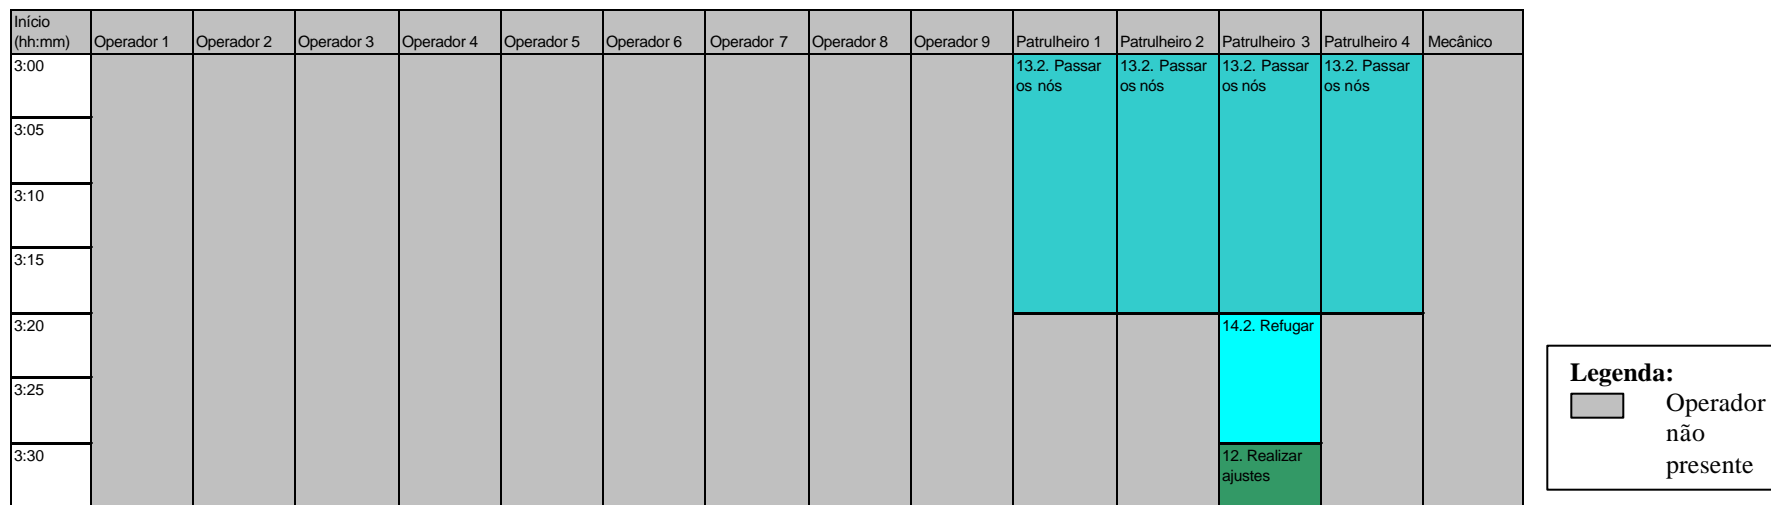 Início
(hh:mm) Operador 1 Operador 2 Operador 3 Operador 4 Operador 5 Operador 6 Operador 7 Operador 8 Operador 9 Patrulheiro 1 Patrulheiro 2 Patrulheiro 3 Patrulheiro 4 Mecânico
3:00 13.2. Passar 13.2. Passar 13.2. Passar 13.2. Passar
os nós os nós os nós os nós
3:05
3:10
3:15
3:20 14.2. Refugar
3:25
3:30 12. Realizar
ajustes
Legenda:
Operador
não
presente